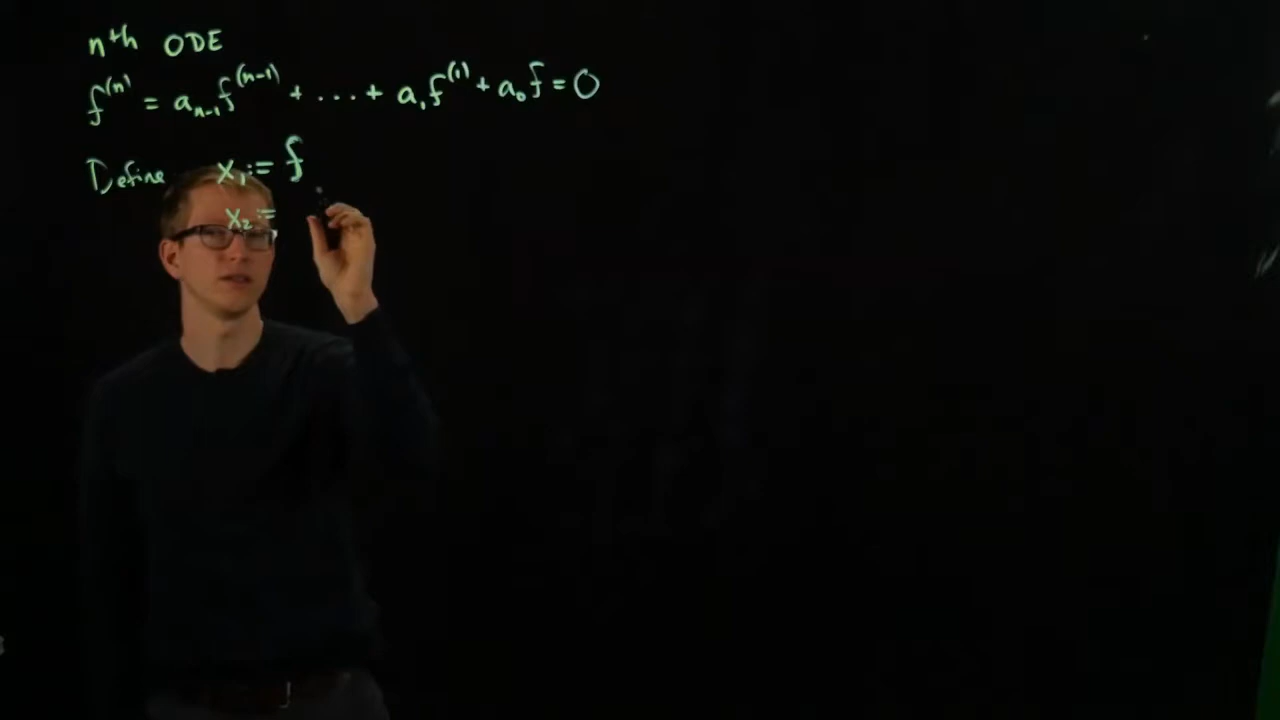 nth ODE
f^(n) = a_{n-1} f^(n-1) + ... + a_1 f^(1) + a_0 f = 0
Define x_1 := f
x_2 :=